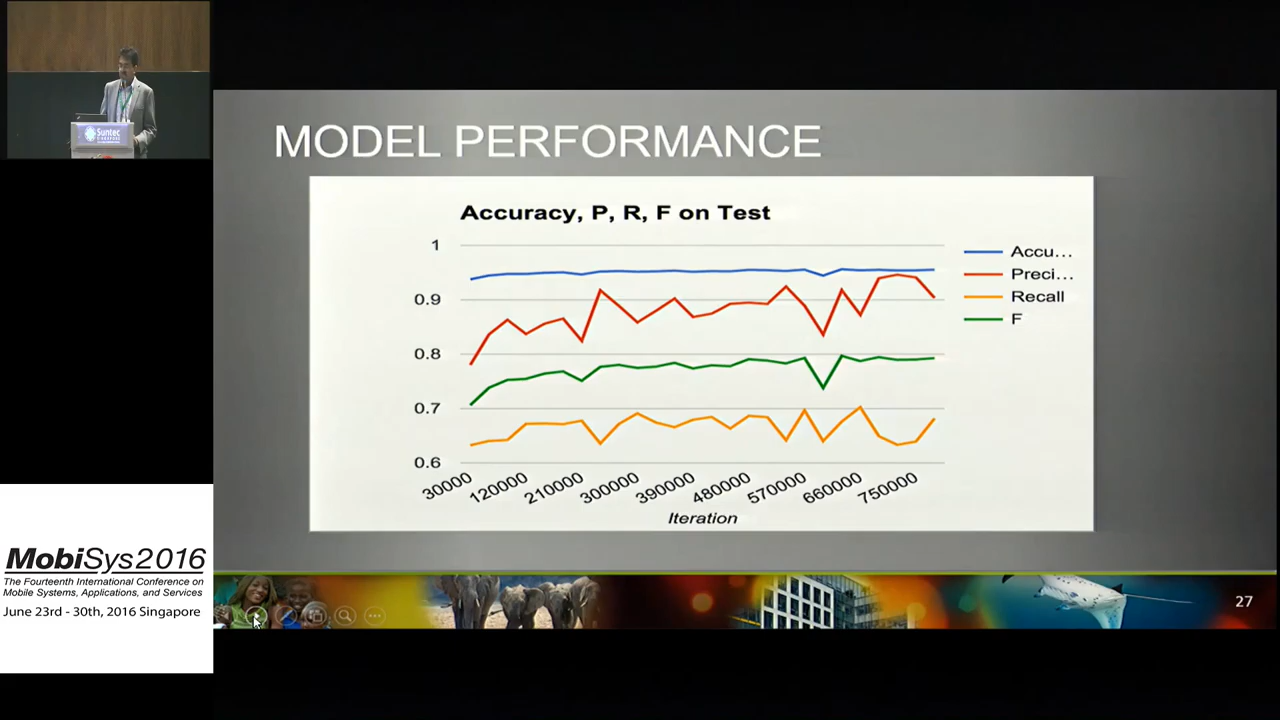 Suntec
SINGAPORE
MODEL PERFORMANCE
Accuracy, P, R, F on Test
1
0.9
0.8
0.7
0.6
Accu...
Preci...
Recall
F
30000
120000
210000
300000
390000
480000
570000
660000
750000
Iteration
27
MobiSys2016
The Fourteenth International Conference on
Mobile Systems, Applications, and Services
June 23rd - 30th, 2016 Singapore